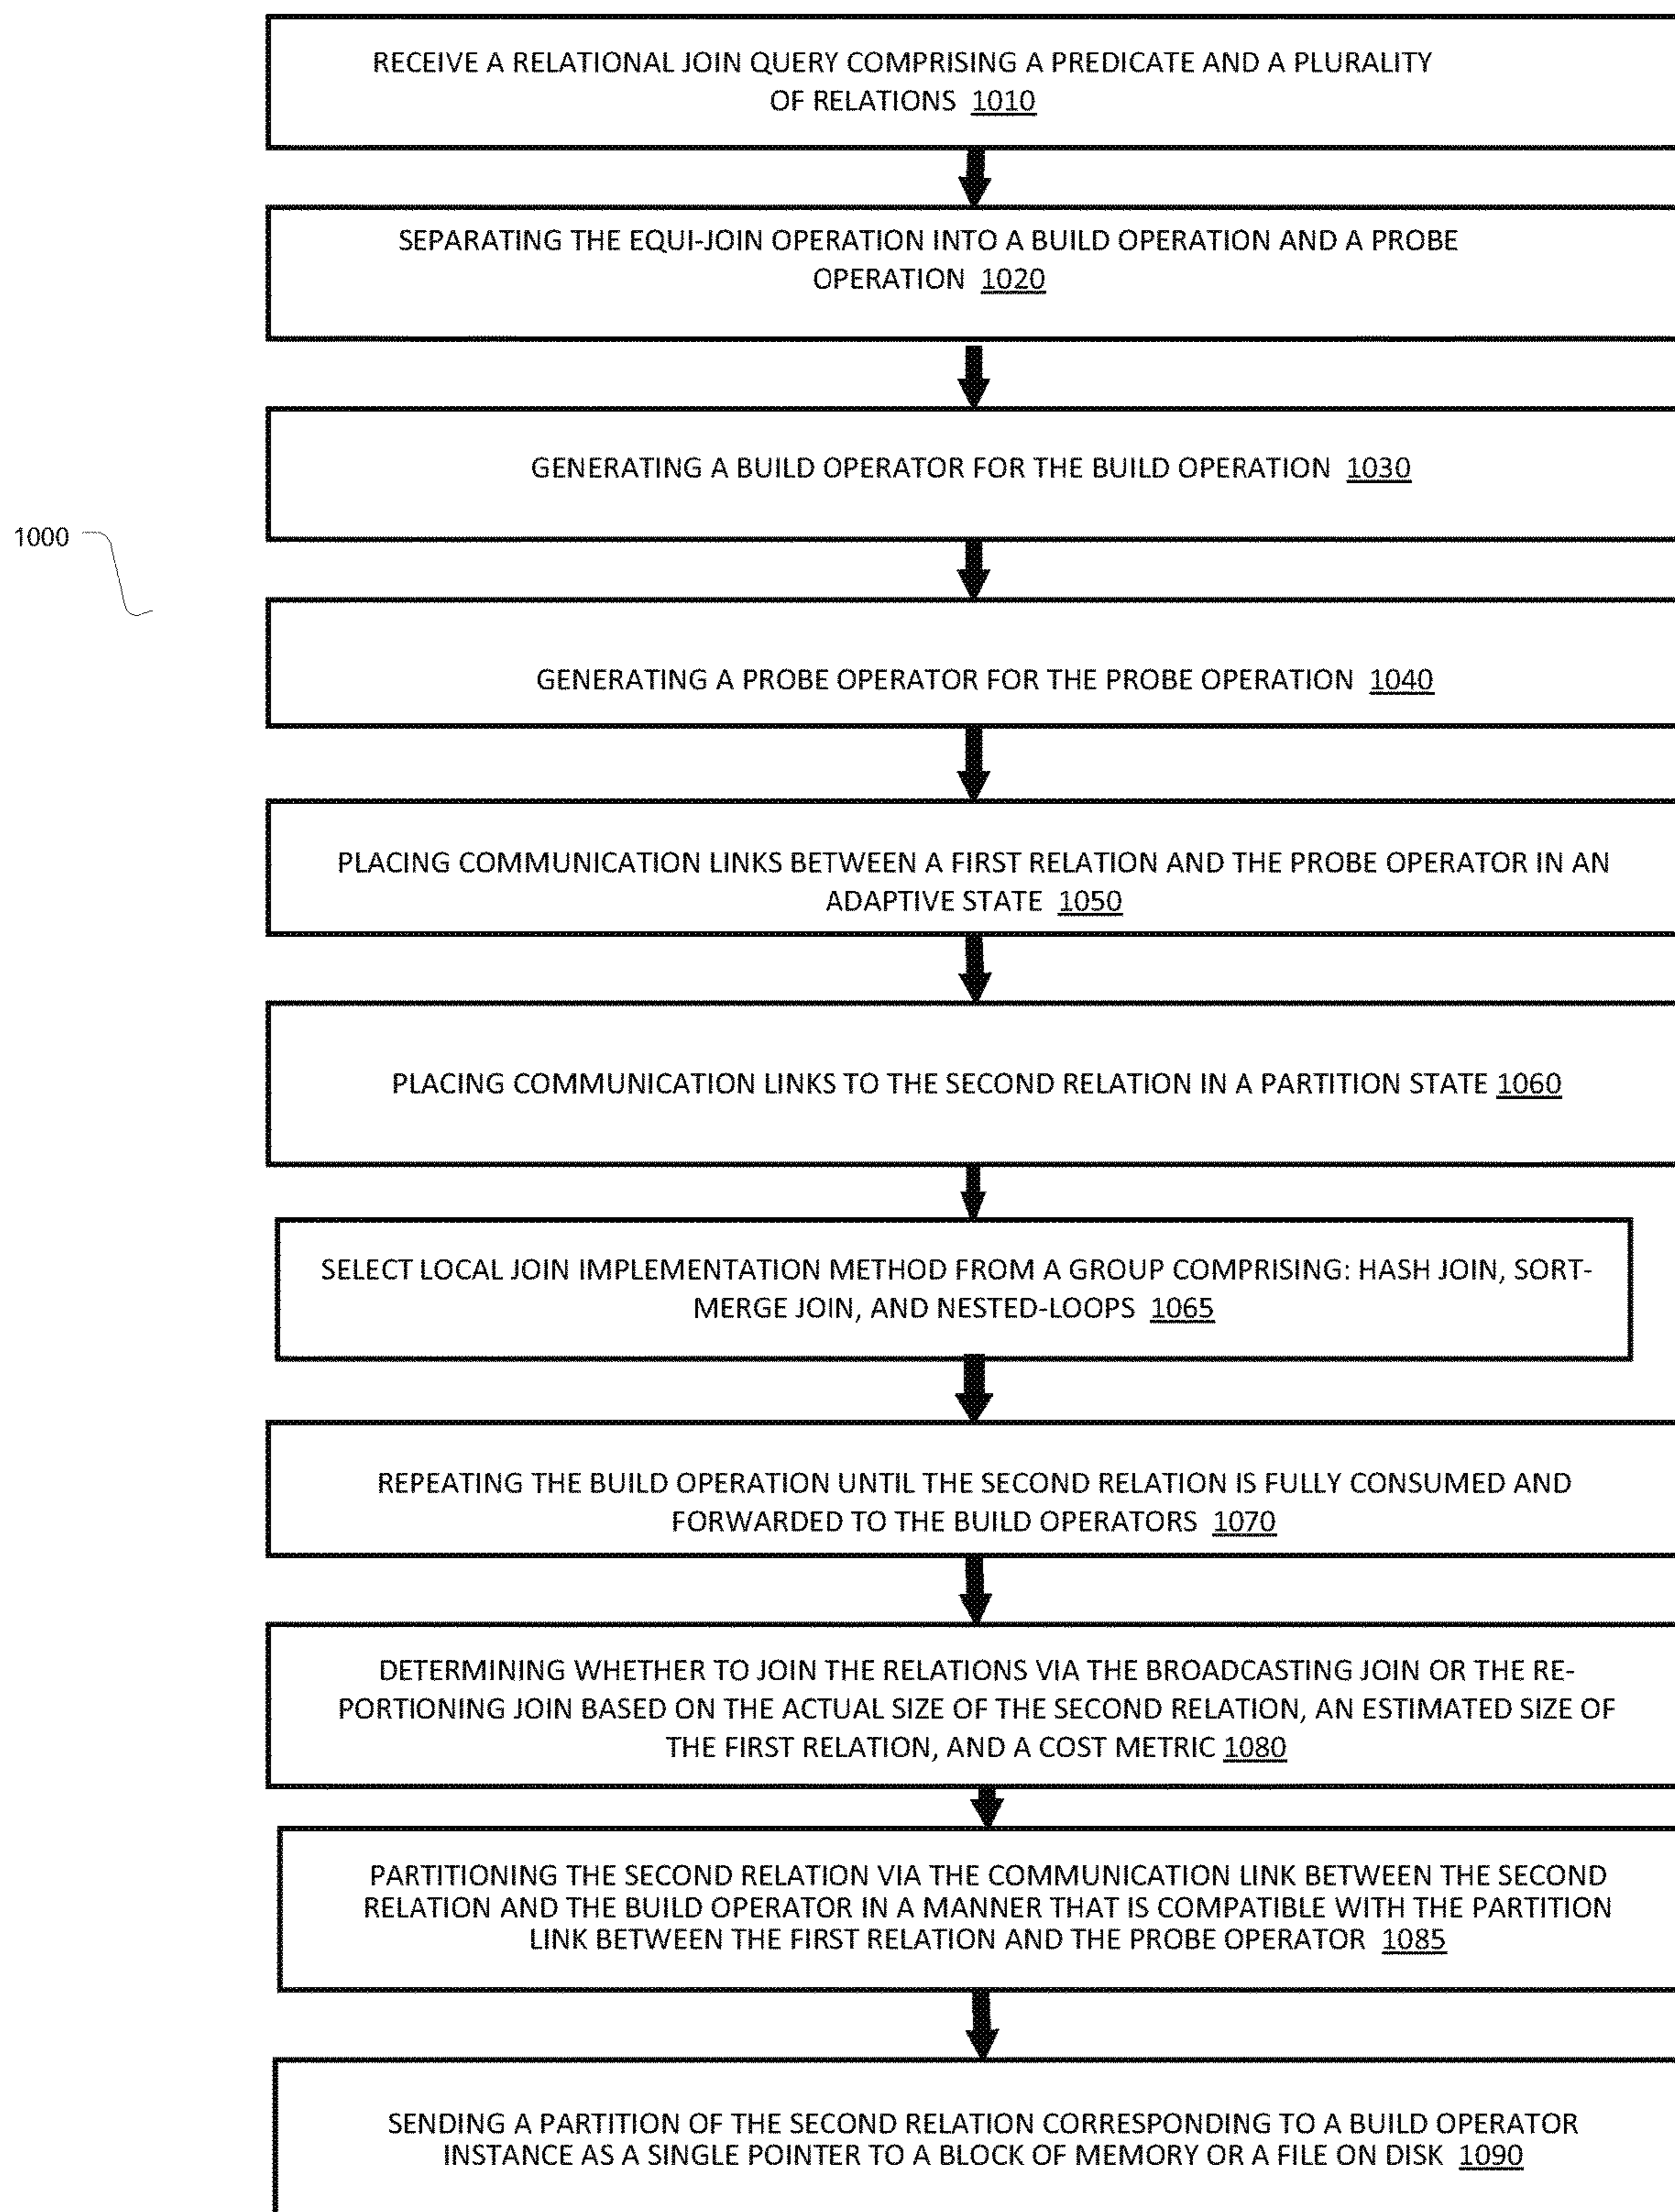 RECEIVE A RELATIONAL JOIN QUERY COMPRISING A PREDICATE AND A PLURALITY
OF RELATIONS 1010
SEPARATING THE EQUI-JOIN OPERATION INTO A BUILD OPERATION AND A PROBE
OPERATION 1020
GENERATING A BUILD OPERATOR FOR THE BUILD OPERATION 1030
1000
GENERATING A PROBE OPERATOR FOR THE PROBE OPERATION 1040
PLACING COMMUNICATION LINKS BETWEEN A FIRST RELATION AND THE PROBE OPERATOR IN AN
ADAPTIVE STATE 1050
PLACING COMMUNICATION LINKS TO THE SECOND RELATION IN A PARTITION STATE 1060
SELECT LOCAL JOIN IMPLEMENTATION METHOD FROM A GROUP COMPRISING: HASH JOIN, SORT-
MERGE JOIN, AND NESTED-LOOPS 1065
REPEATING THE BUILD OPERATION UNTIL THE SECOND RELATION IS FULLY CONSUMED AND
FORWARDED TO THE BUILD OPERATORS 1070
DETERMINING WHETHER TO JOIN THE RELATIONS VIA THE BROADCASTING JOIN OR THE RE-
PORTIONING JOIN BASED ON THE ACTUAL SIZE OF THE SECOND RELATION, AN ESTIMATED SIZE OF
THE FIRST RELATION, AND A COST METRIC 1080
PARTITIONING THE SECOND RELATION VIA THE COMMUNICATION LINK BETWEEN THE SECOND
RELATION AND THE BUILD OPERATOR IN A MANNER THAT IS COMPATIBLE WITH THE PARTITION
LINK BETWEEN THE FIRST RELATION AND THE PROBE OPERATOR 1085
SENDING A PARTITION OF THE SECOND RELATION CORRESPONDING TO A BUILD OPERATOR
INSTANCE AS A SINGLE POINTER TO A BLOCK OF MEMORY OR A FILE ON DISK 1090